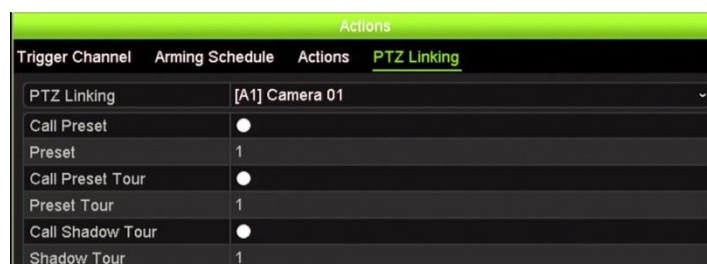 Actions
Trigger Channel Arming Schedule Actions PTZ Linking
PTZ Linking [A1] Camera 01
Call Preset
Preset 1
Call Preset Tour
Preset Tour 1
Call Shadow Tour
Shadow Tour 1